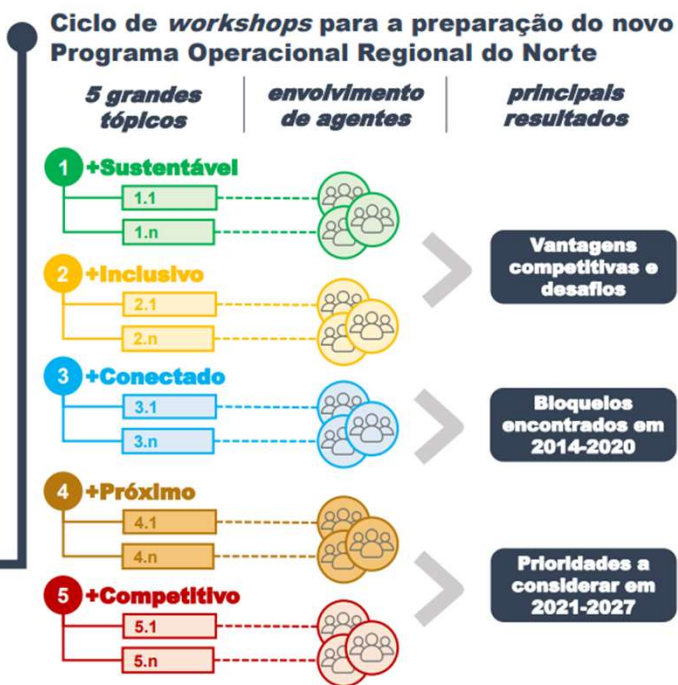 Ciclo de workshops para a preparação do novo
Programa Operacional Regional do Norte
5 grandes
tópicos
envolvimento
de agentes
principais
resultados
1 +Sustentável
1.1
1.n
2 +Inclusivo
2.1
2.n
3 +Conectado
3.1
3.n
4 +Próximo
4.1
4.n
5 +Competitivo
5.1
5.n
Vantagens
competitivas e
desafios
Bloqueios
encontrados em
2014-2020
Prioridades a
considerar em
2021-2027